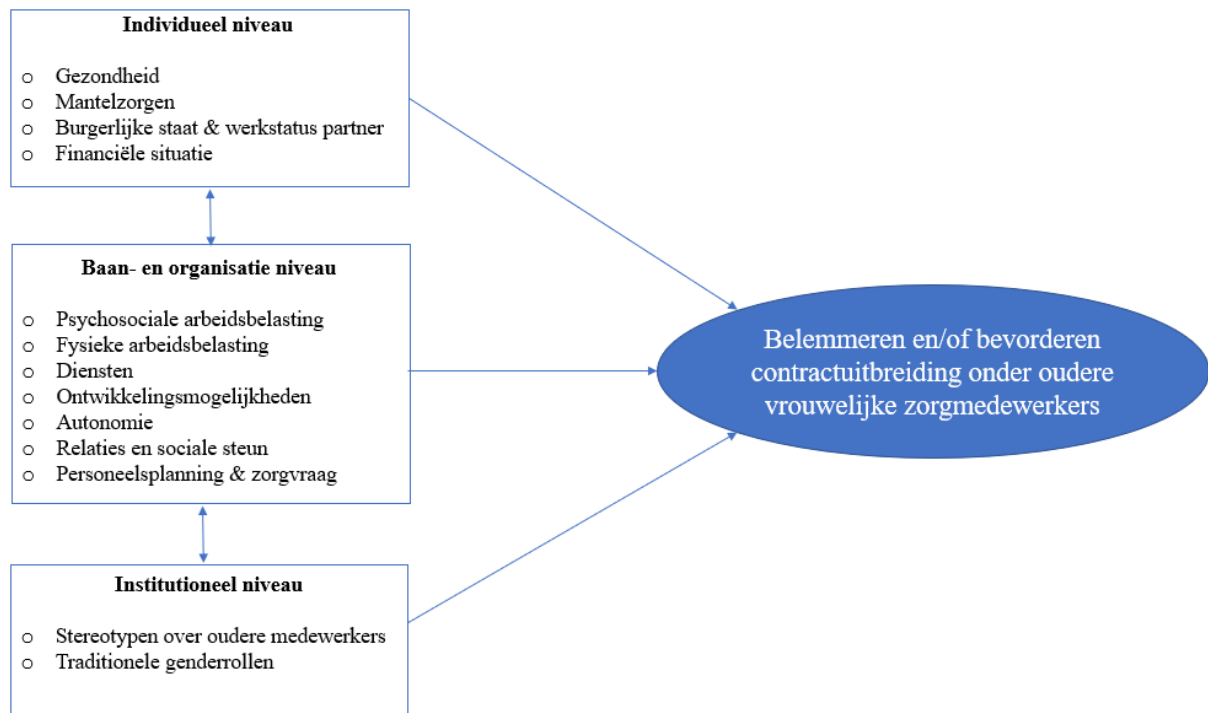 Individueel niveau
o Gezondheid
o Mantelzorgen
o Burgerlijke staat & werkstatus partner
o Financiële situatie
Baan- en organisatie niveau
o Psychosociale arbeidsbelasting
o Fysieke arbeidsbelasting
o Diensten
o Ontwikkelingsmogelijkheden
o Autonomie
o Relaties en sociale steun
o Personeelsplanning & zorgvraag
Institutioneel niveau
o Stereotypen over oudere medewerkers
o Traditionele genderrollen
Belemmeren en/of bevorderen
contractuitbreiding onder oudere
vrouwelijke zorgmedewerkers